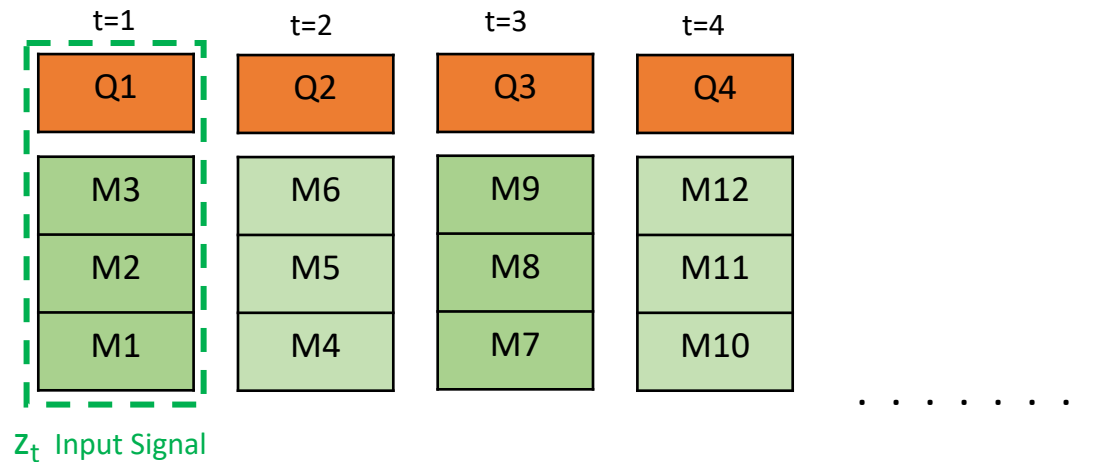 t=1 t=2 t=3 t=4
Q1 Q2 Q3 Q4
M3 M6 M9 M12
M2 M5 M8 M11
M1 M4 M7 M10
. . . . . . .
Zt Input Signal